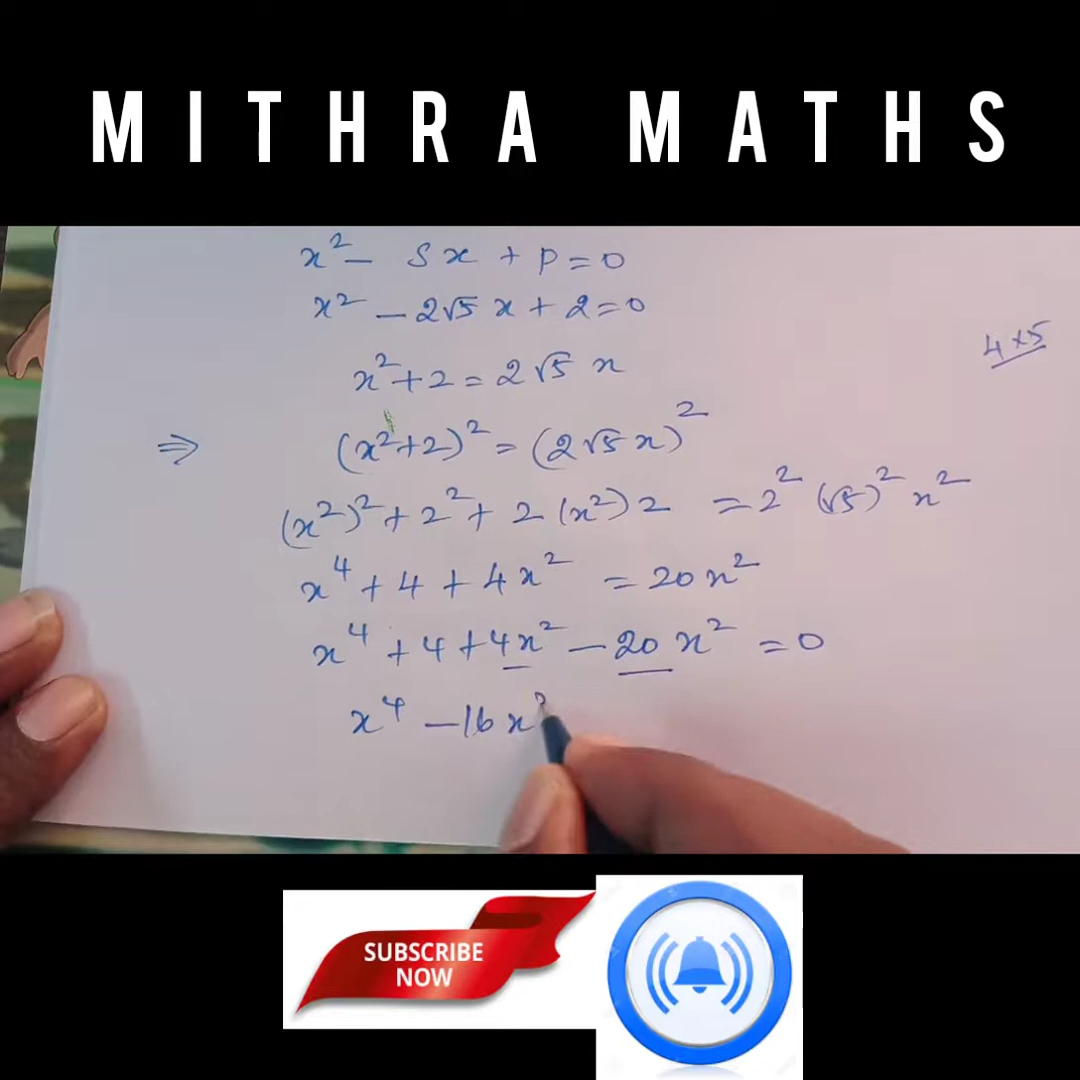 MITHRA MATHS
x² - Sx + P = 0
x² - 2√5 x + 2 = 0
x² + 2 = 2√5 x
4 × 5
⇒ (x² + 2)² = (2√5 x)²
(x²)² + 2² + 2 (x²) 2 = 2² (√5)² x²
x⁴ + 4 + 4x² = 20x²
x⁴ + 4 + 4x² - 20x² = 0
x⁴ - 16x²
SUBSCRIBE
NOW